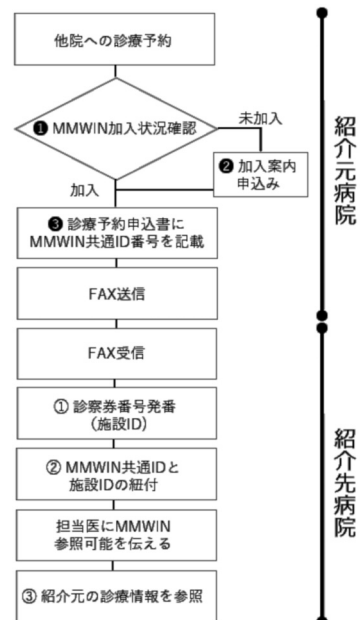 他院への診療予約
❶ MMWIN加入状況確認
未加入
❷ 加入案内
申込み
加入
❸ 診療予約申込書に
MMWIN共通ID番号を記載
FAX送信
紹介元病院
FAX受信
① 診察券番号発番
(施設ID)
② MMWIN共通IDと
施設IDの紐付
担当医にMMWIN
参照可能を伝える
③ 紹介元の診療情報を参照
紹介先病院